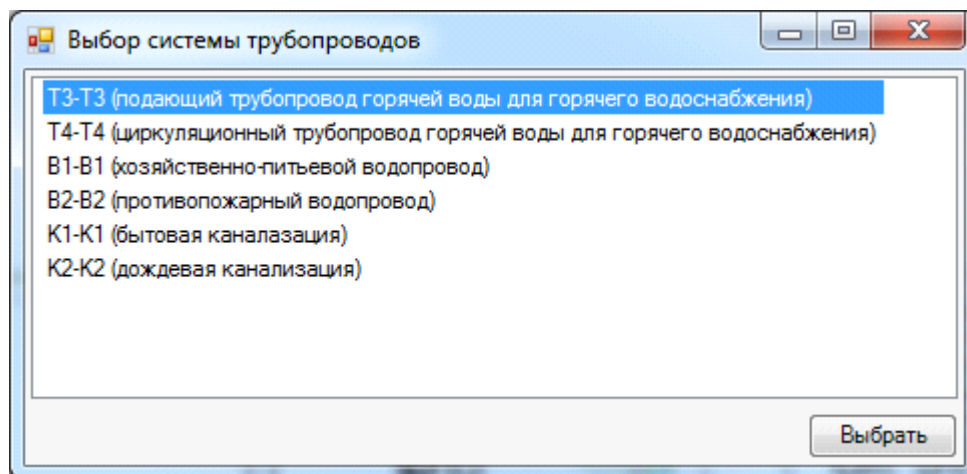 Выбор системы трубопроводов
Т3-Т3 (подающий трубопровод горячей воды для горячего водоснабжения)
Т4-Т4 (циркуляционный трубопровод горячей воды для горячего водоснабжения)
В1-В1 (хозяйственно-питьевой водопровод)
В2-В2 (противопожарный водопровод)
К1-К1 (бытовая каналазация)
К2-К2 (дождевая канализация)
Выбрать